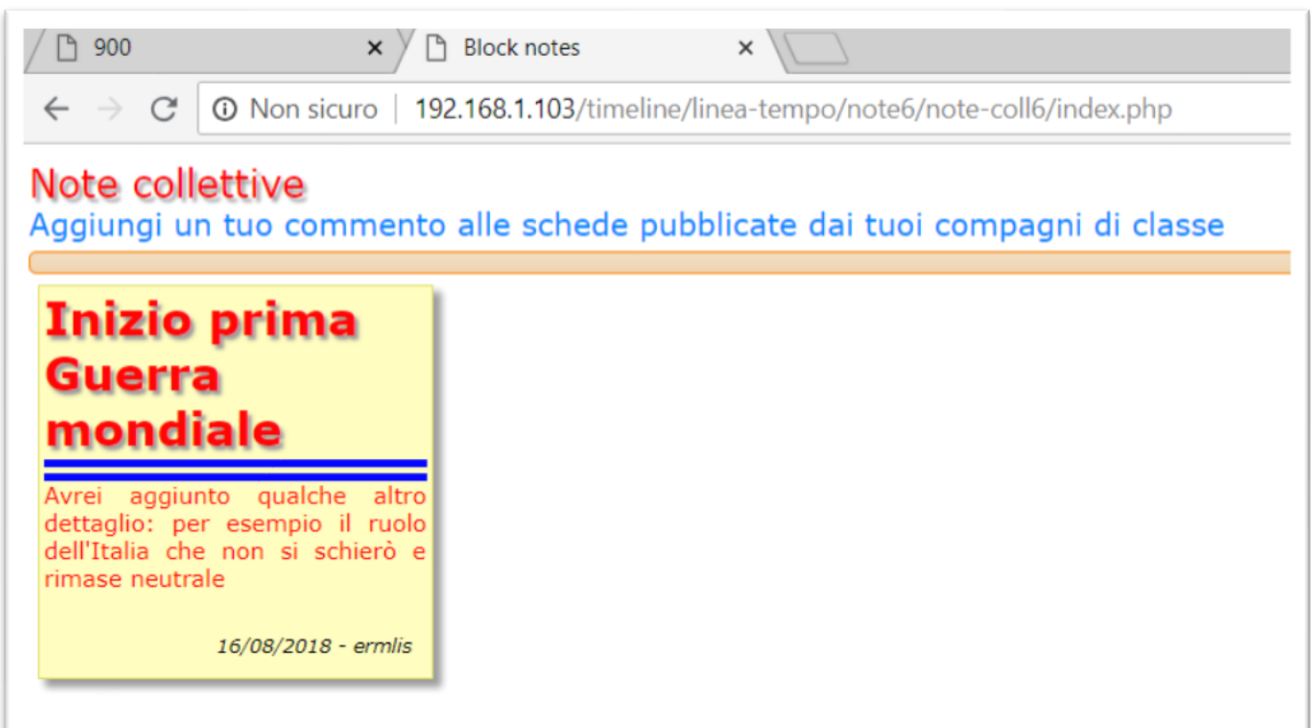 900
Block notes
Non sicuro | 192.168.1.103/timeline/linea-tempo/note6/note-coll6/index.php
Note collettive
Aggiungi un tuo commento alle schede pubblicate dai tuoi compagni di classe
Inizio prima
Guerra
mondiale
Avrei aggiunto qualche altro
dettaglio: per esempio il ruolo
dell'Italia che non si schierò e
rimase neutrale
16/08/2018 - ermlis